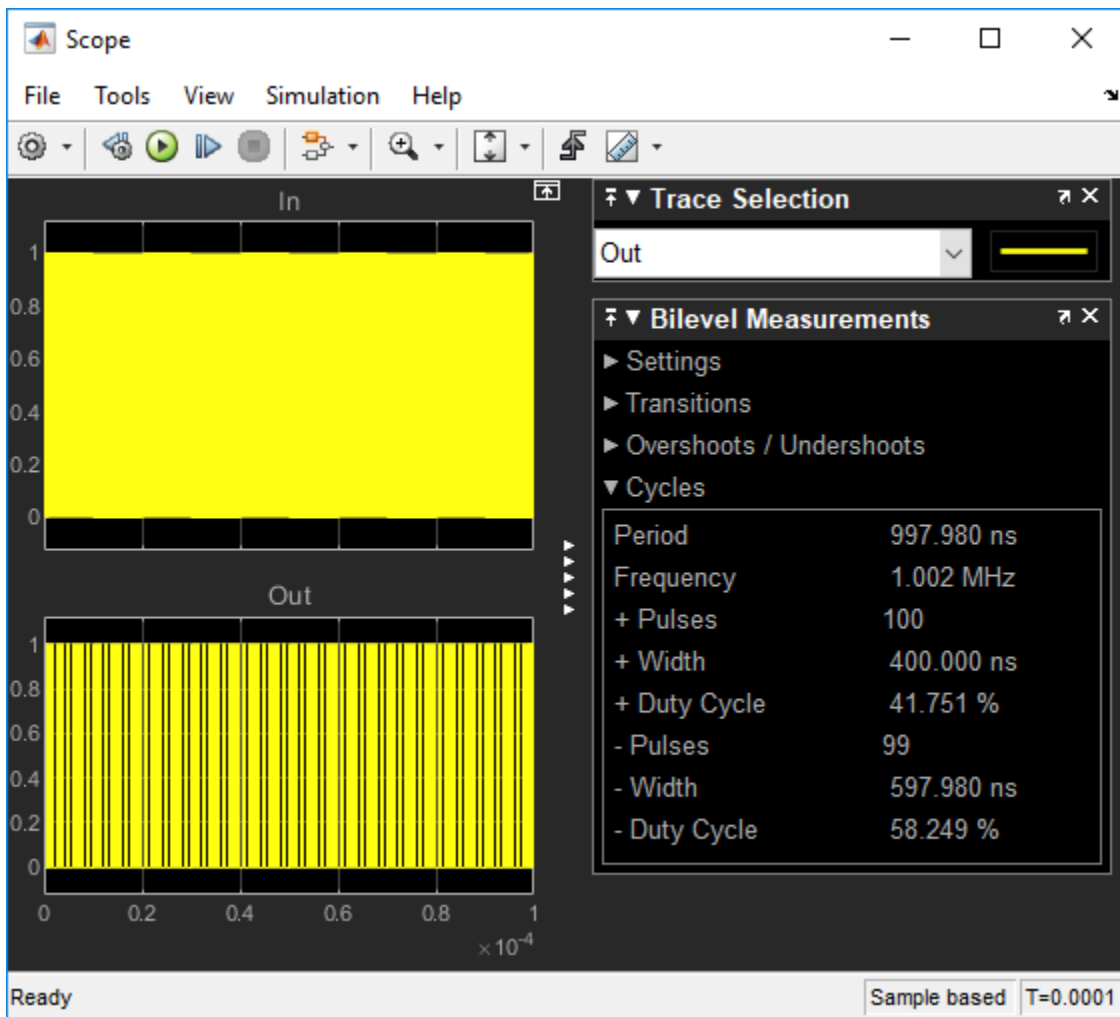 Scope
File Tools View Simulation Help
In
1
0.8
0.6
0.4
0.2
0
Out
1
0.8
0.6
0.4
0.2
0
0 0.2 0.4 0.6 0.8 1
×10⁻⁴
Trace Selection
Out
Bilevel Measurements
Settings
Transitions
Overshoots / Undershoots
Cycles
Period 997.980 ns
Frequency 1.002 MHz
+ Pulses 100
+ Width 400.000 ns
+ Duty Cycle 41.751 %
- Pulses 99
- Width 597.980 ns
- Duty Cycle 58.249 %
Ready Sample based T=0.0001